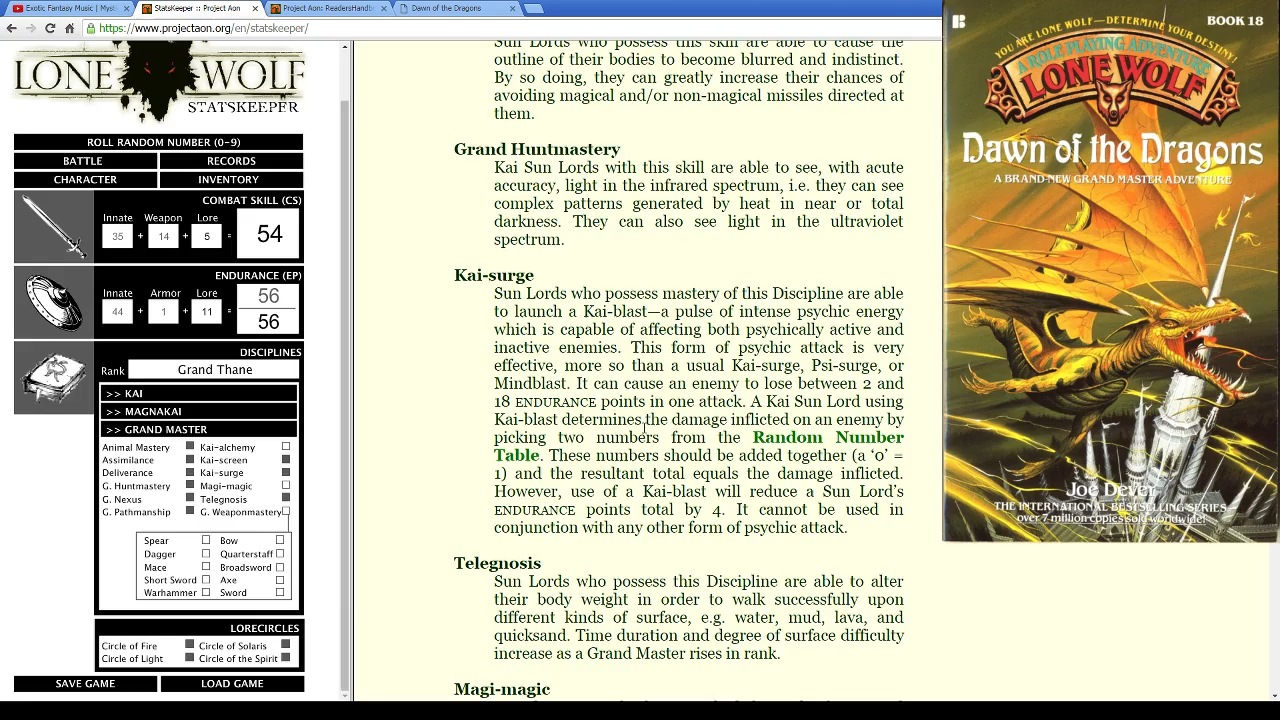 Exotic Fantasy Music | Myst
StatsKeeper :: Project Aon
Project Aon: ReadersHandb
Dawn of the Dragons
https://www.projectaon.org/en/statskeeper/
LONE WOLF
STATSKEEPER
ROLL RANDOM NUMBER (0-9)
BATTLE
RECORDS
CHARACTER
INVENTORY
COMBAT SKILL (CS)
Innate Weapon Lore
35 + 14 + 5 = 54
ENDURANCE (EP)
Innate Armor Lore
56
44 + 1 + 11 =
56
DISCIPLINES
Rank Grand Thane
>> KAI
>> MAGNAKAI
>> GRAND MASTER
Animal Mastery Kai-alchemy
Assimilance Kai-screen
Deliverance Kai-surge
G. Huntmastery Magi-magic
G. Nexus Telegnosis
G. Pathmanship G. Weaponmastery
Spear Bow
Dagger Quarterstaff
Mace Broadsword
Short Sword Axe
Warhammer Sword
LORECIRCLES
Circle of Fire Circle of Solaris
Circle of Light Circle of the Spirit
SAVE GAME
LOAD GAME
Sun Lords who possess this skill are able to cause the
outline of their bodies to become blurred and indistinct.
By so doing, they can greatly increase their chances of
avoiding magical and/or non-magical missiles directed at
them.
Grand Huntmastery
Kai Sun Lords with this skill are able to see, with acute
accuracy, light in the infrared spectrum, i.e. they can see
complex patterns generated by heat in near or total
darkness. They can also see light in the ultraviolet
spectrum.
Kai-surge
Sun Lords who possess mastery of this Discipline are able
to launch a Kai-blast—a pulse of intense psychic energy
which is capable of affecting both psychically active and
inactive enemies. This form of psychic attack is very
effective, more so than a usual Kai-surge, Psi-surge, or
Mindblast. It can cause an enemy to lose between 2 and
18 ENDURANCE points in one attack. A Kai Sun Lord using
Kai-blast determines the damage inflicted on an enemy by
picking two numbers from the Random Number
Table. These numbers should be added together (a ‘0’ =
1) and the resultant total equals the damage inflicted.
However, use of a Kai-blast will reduce a Sun Lord’s
ENDURANCE points total by 4. It cannot be used in
conjunction with any other form of psychic attack.
Telegnosis
Sun Lords who possess this Discipline are able to alter
their body weight in order to walk successfully upon
different kinds of surface, e.g. water, mud, lava, and
quicksand. Time duration and degree of surface difficulty
increase as a Grand Master rises in rank.
Magi-magic
B
BOOK 18
YOU ARE LONE WOLF—DETERMINE YOUR DESTINY!
A ROLE PLAYING ADVENTURE
LONE WOLF
Dawn of the Dragons
A BRAND-NEW GRAND MASTER ADVENTURE
Joe Dever
THE INTERNATIONAL BESTSELLING SERIES—
over 7 million copies sold worldwide!